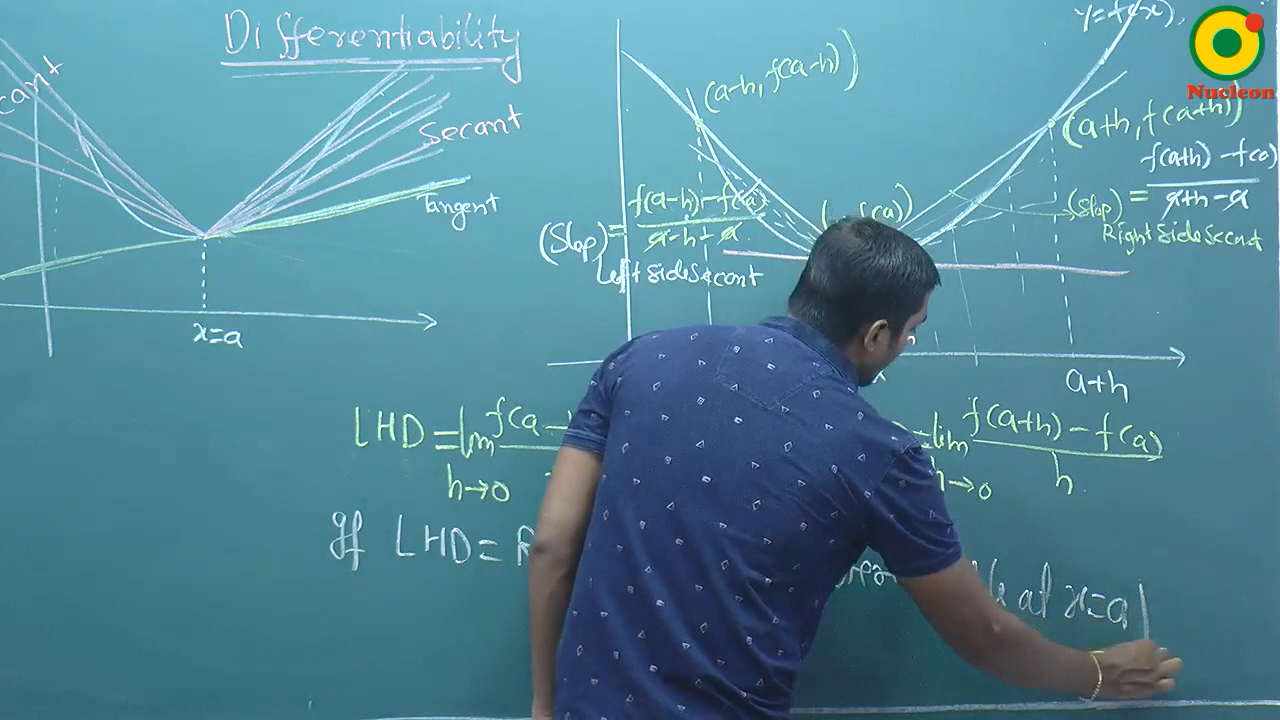 Differentiability
Secant
Tangent
x=a
y=f(x),
Nucleon
(a-h, f(a-h))
(a+h, f(a+h))
(Slop) = f(a-h) - f(a) / a-h-a
Left side Secant
f(a)
(Slop) = f(a+h) - f(a) / a+h-a
Right side Secant
a+h
LHD = lim h→0 f(a-
lim h→0 f(a+h) - f(a) / h
If LHD =
at x=a